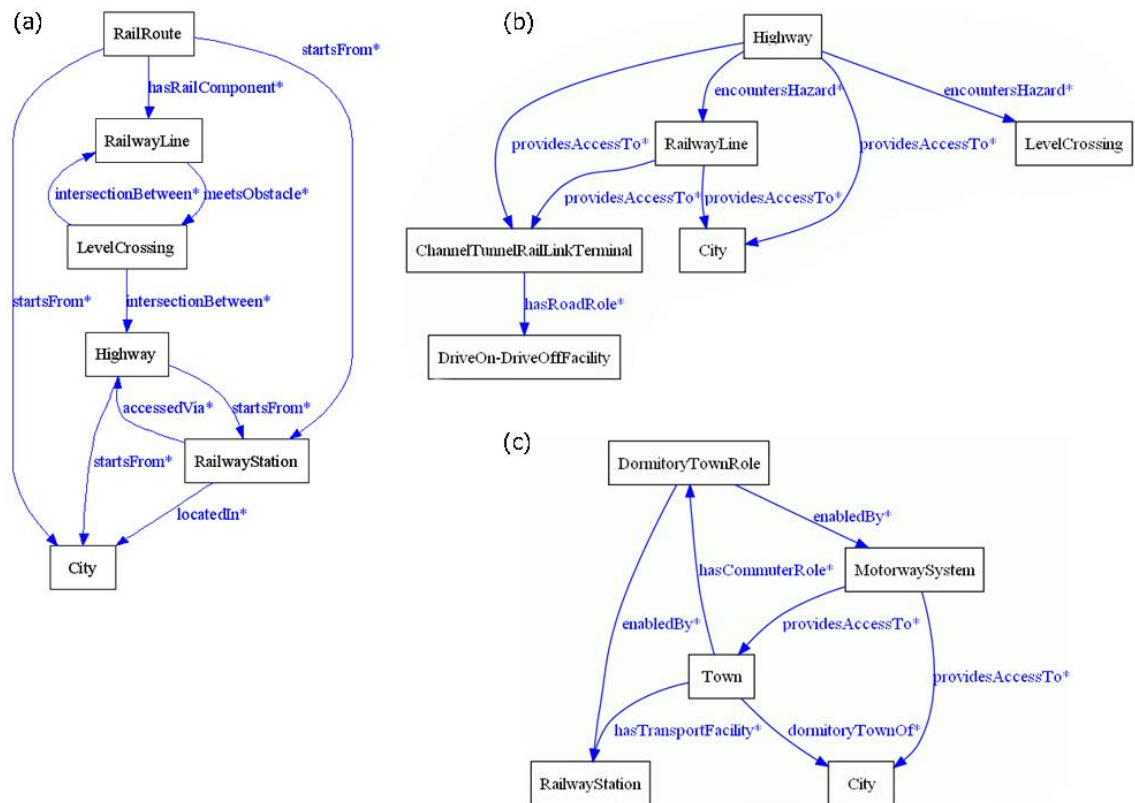 (a)
RailRoute
startsFrom*
hasRailComponent*
RailwayLine
intersectionBetween* meetsObstacle*
LevelCrossing
startsFrom* intersectionBetween*
Highway
accessedVia* startsFrom*
startsFrom* RailwayStation
locatedIn*
City
(b)
Highway
encountersHazard* encountersHazard*
providesAccessTo* RailwayLine providesAccessTo* LevelCrossing
providesAccessTo* providesAccessTo*
ChannelTunnelRailLinkTerminal City
hasRoadRole*
DriveOn-DriveOffFacility
(c)
DormitoryTownRole
enabledBy*
hasCommuterRole* MotorwaySystem
enabledBy* providesAccessTo*
Town providesAccessTo*
hasTransportFacility* dormitoryTownOf*
RailwayStation City